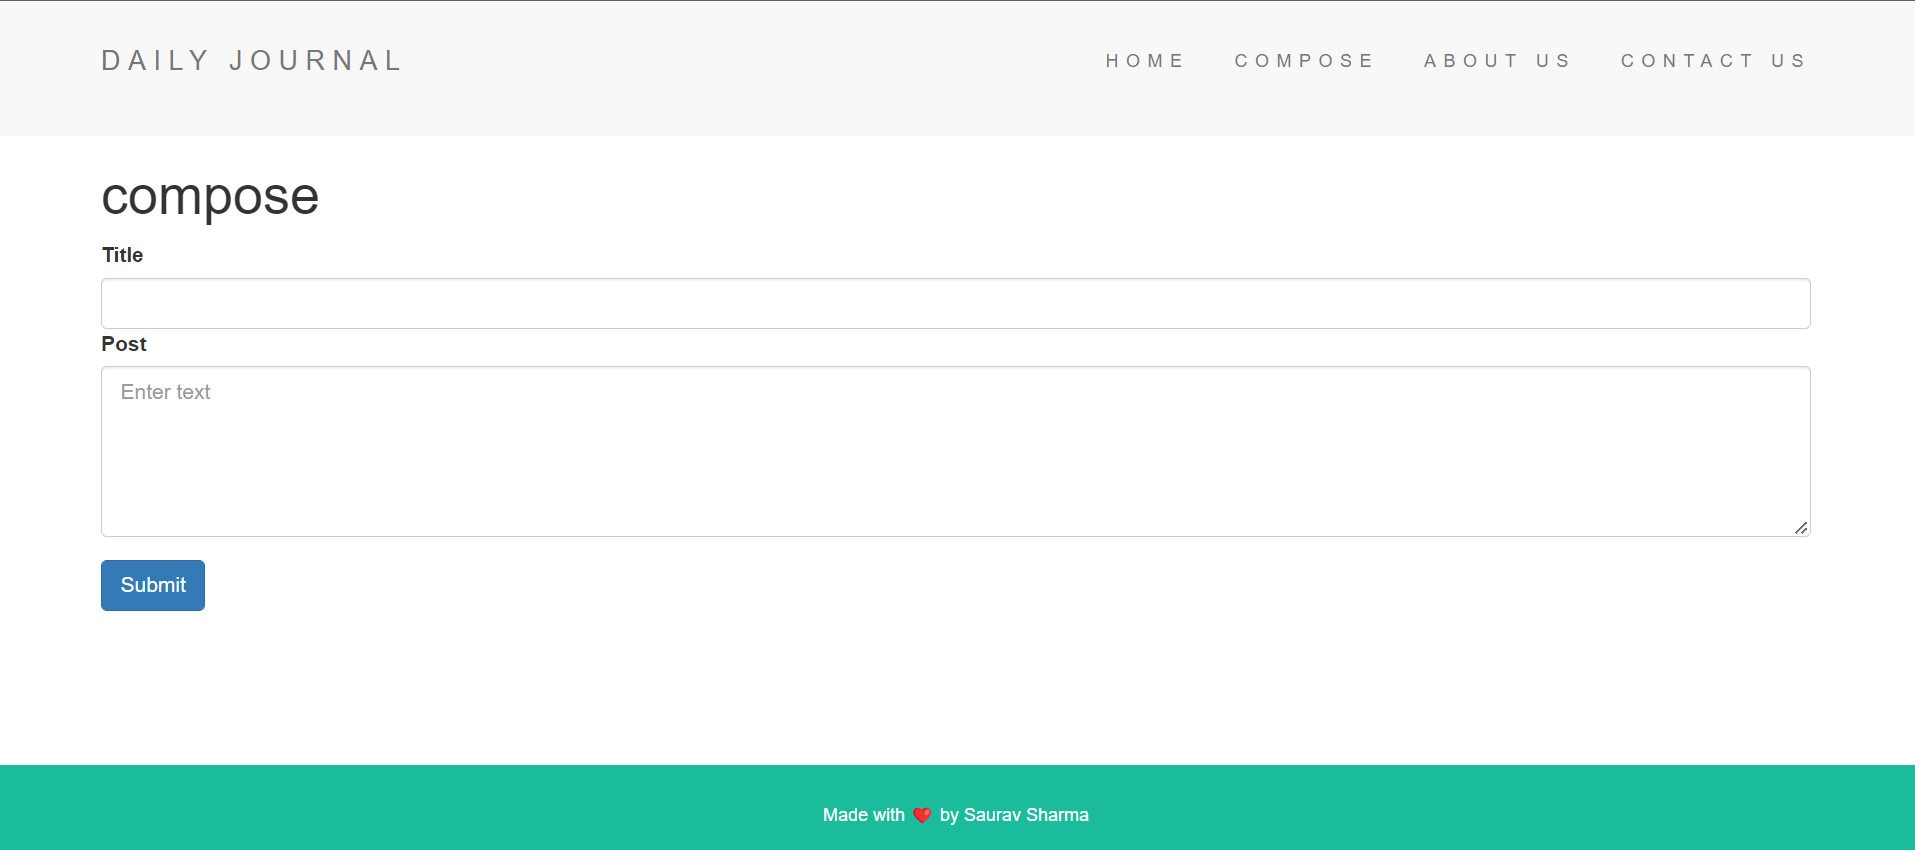 DAILY JOURNAL
HOME COMPOSE ABOUT US CONTACT US
compose
Title
Post
Enter text
Submit
Made with ❤️ by Saurav Sharma